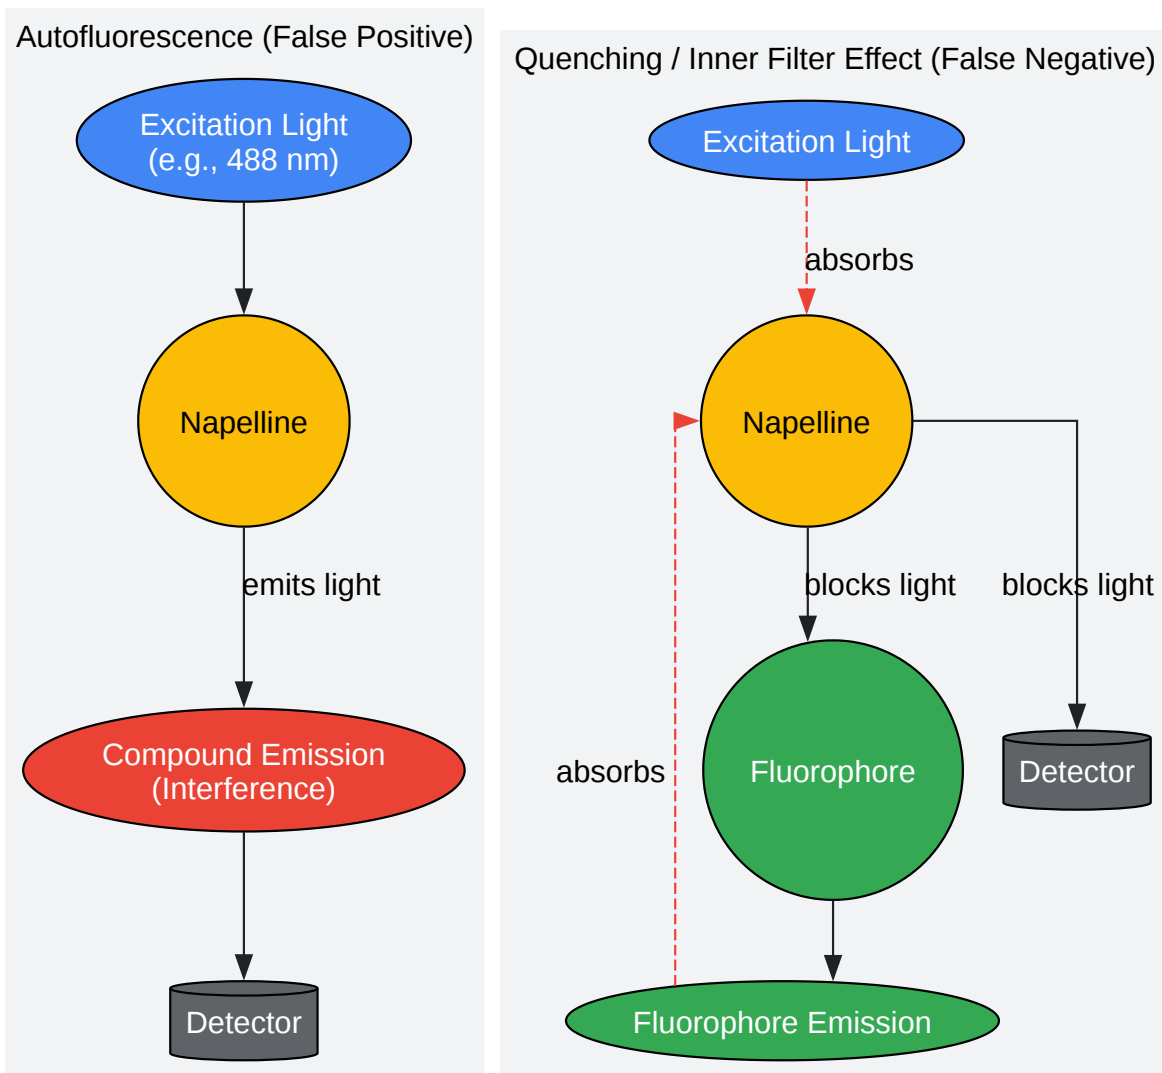 Autofluorescence (False Positive)
Excitation Light
(e.g., 488 nm)
Napelline
emits light
Compound Emission
(Interference)
Detector
Quenching / Inner Filter Effect (False Negative)
Excitation Light
absorbs
Napelline
blocks light
blocks light
absorbs
Fluorophore
Detector
Fluorophore Emission